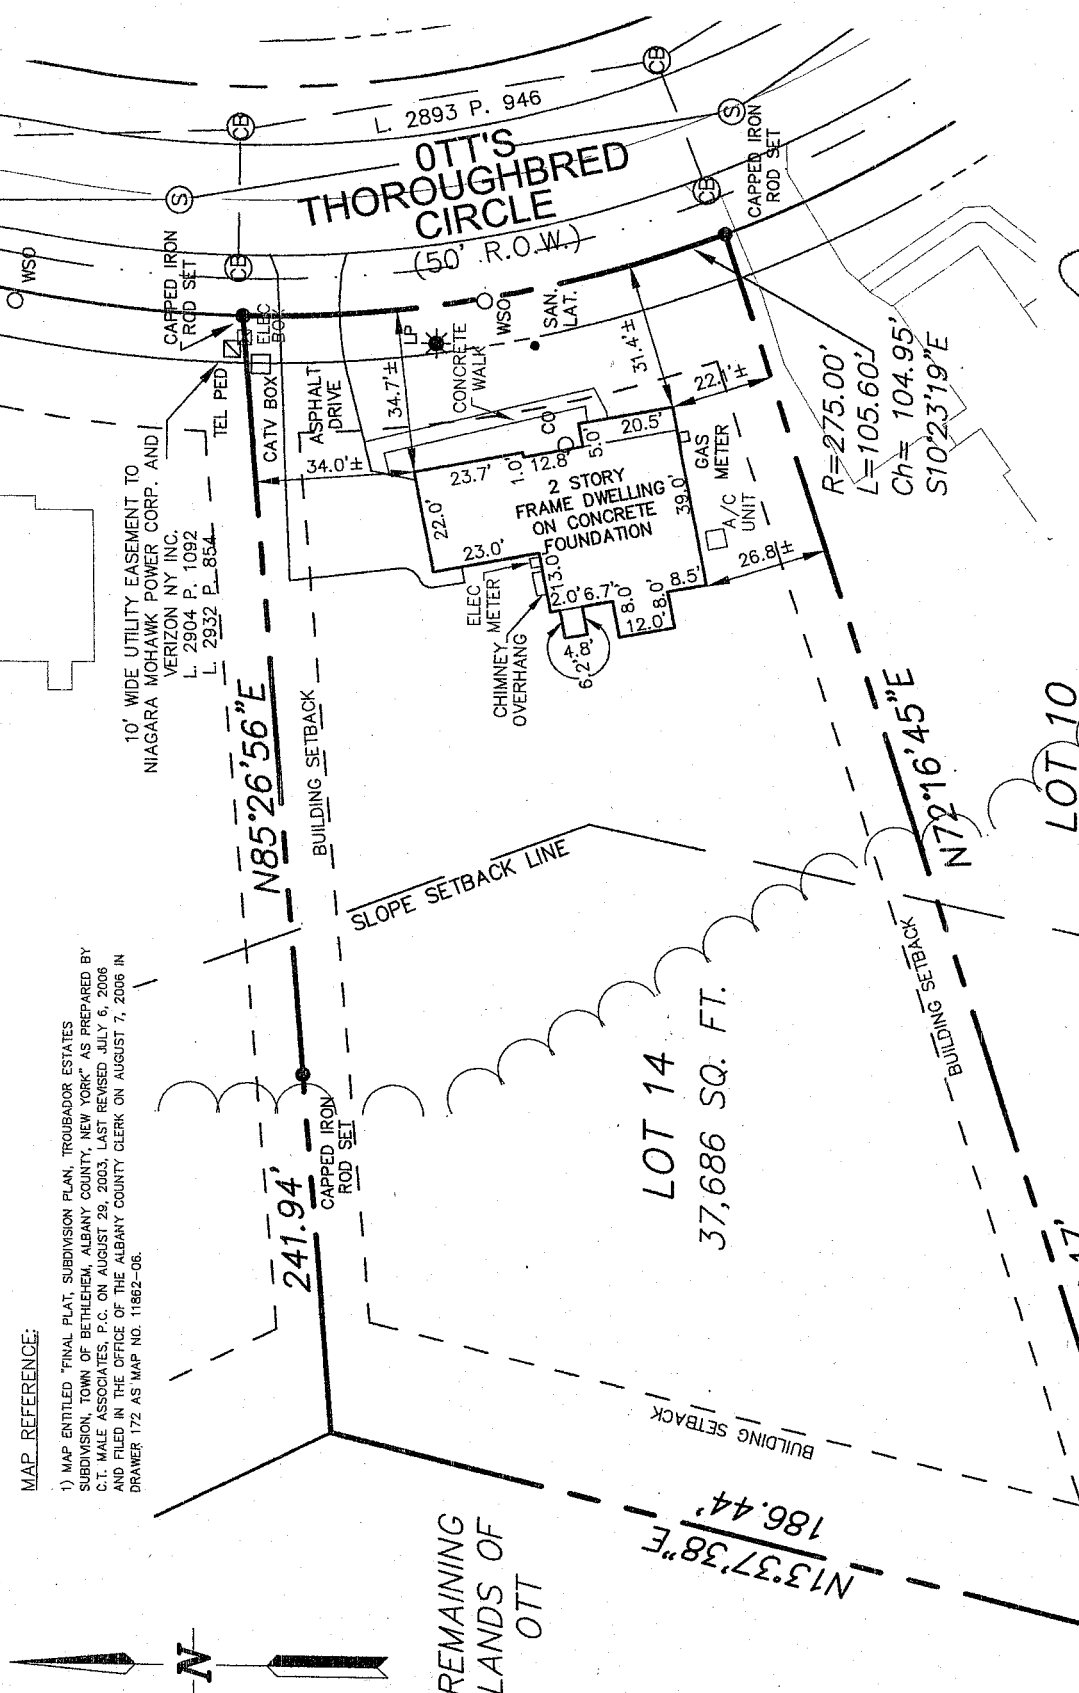 MAP REFERENCE:
1) MAP ENTITLED "FINAL PLAT, SUBDIVISION PLAN, TROUBADOR ESTATES
SUBDIVISION, TOWN OF BETHLEHEM, ALBANY COUNTY, NEW YORK" AS PREPARED BY
C.T. MALE ASSOCIATES, P.C. ON AUGUST 29, 2003, LAST REVISED JULY 6, 2006
AND FILED IN THE OFFICE OF THE ALBANY COUNTY CLERK ON AUGUST 7, 2006 IN
DRAWER 172 AS MAP NO. 11862-06.
10' WIDE UTILITY EASEMENT TO
NIAGARA MOHAWK POWER CORP. AND
VERIZON NY INC.
L. 2904 P. 1092
L. 2932 P. 854
WSO
CAPPED IRON
ROD SET
CB
S
CB
L. 2893 P. 946
OTT'S
THOROUGHBRED
CIRCLE
(50' R.O.W.)
CB
S
CB
CAPPED IRON
ROD SET
TEL PED
ELEC
BOX
CATV BOX
ASPHALT
DRIVE
34.0'±
34.7'±
LP
CONCRETE
WALK
WSO
SAN.
LAT.
31.4'±
22.1'±
23.7'
1.0'
12.8'
CO
5.0'
20.5'
22.0'
23.0'
2 STORY
FRAME DWELLING
ON CONCRETE
FOUNDATION
39.0'
GAS
METER
A/C
UNIT
26.8'±
ELEC
METER
CHIMNEY
OVERHANG
13.0'
2.0'
6.7'
8.0'
12.0'
8.0'
8.5'
4.8'
6.2'
R=275.00'
L=105.60'
Ch= 104.95'
S10°23'19"E
N85°26'56"E
241.94'
BUILDING SETBACK
SLOPE SETBACK LINE
CAPPED IRON
ROD SET
LOT 14
37,686 SQ. FT.
N72°16'45"E
BUILDING SETBACK
LOT 10
BUILDING SETBACK
N13°37'38"E
186.44'
REMAINING
LANDS OF
OTT
N